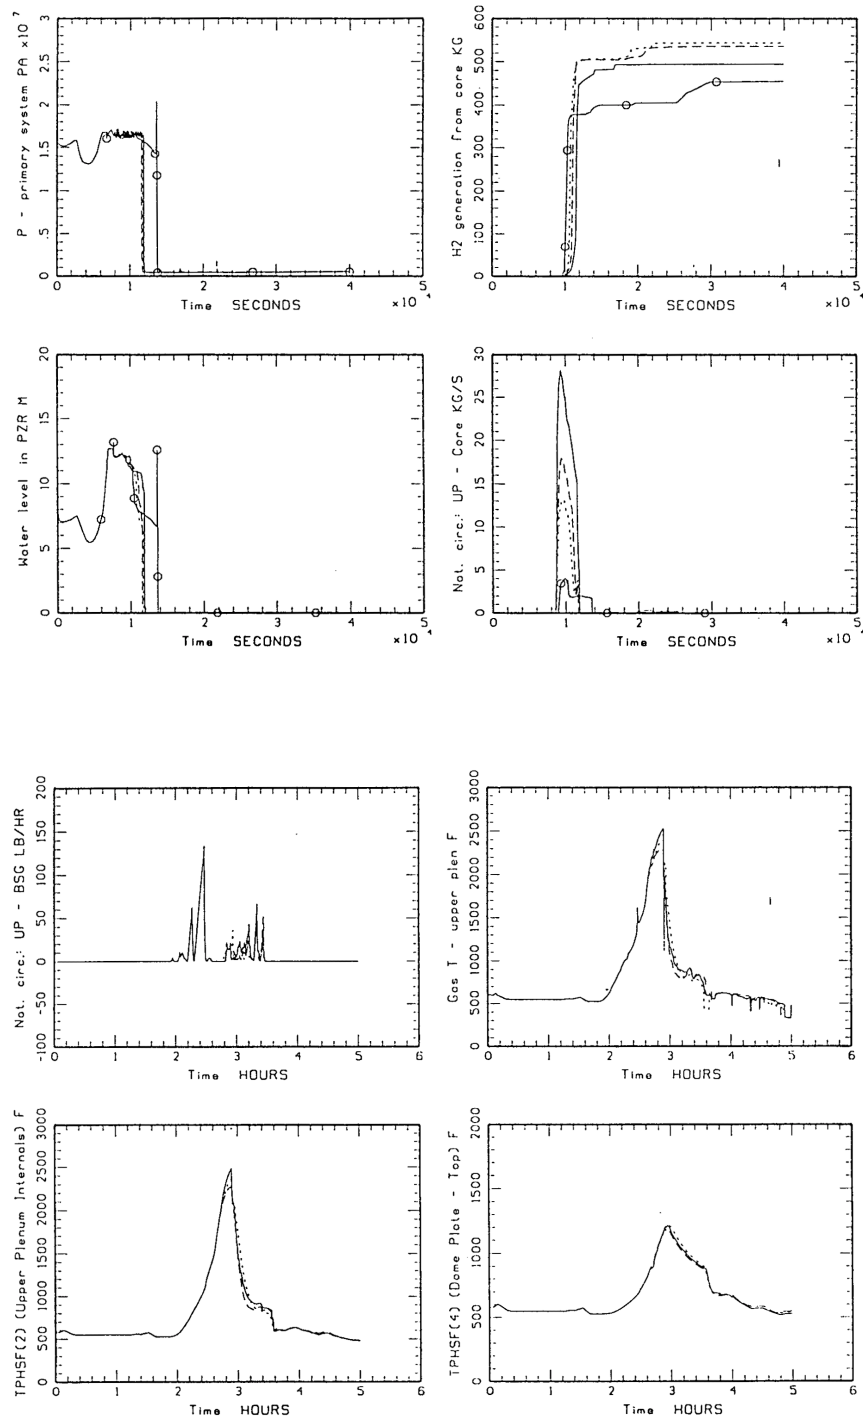 P - primary system PA ×10⁷
3
2.5
2
1.5
1
.5
0
0 1 2 3 4 5
Time SECONDS ×10⁴
H2 generation from core KG
600
500
400
300
200
100
0
0 1 2 3 4 5
Time SECONDS ×10⁴
Water level in PZR M
20
15
10
5
0
0 1 2 3 4 5
Time SECONDS ×10⁴
Nat. circ.: UP - Core KG/S
30
25
20
15
10
5
0
0 1 2 3 4 5
Time SECONDS ×10⁴
Nat. circ: UP - BSG LB/HR
200
150
100
50
0
-50
-100
0 1 2 3 4 5 6
Time HOURS
Gas T - upper plen F
3000
2500
2000
1500
1000
500
0
0 1 2 3 4 5 6
Time HOURS
TPHSF(2) (Upper Plenum Internals) F
3000
2500
2000
1500
1000
500
0
0 1 2 3 4 5 6
Time HOURS
TPHSF(4) (Dome Plate - Top) F
2000
1500
1000
500
0
0 1 2 3 4 5 6
Time HOURS